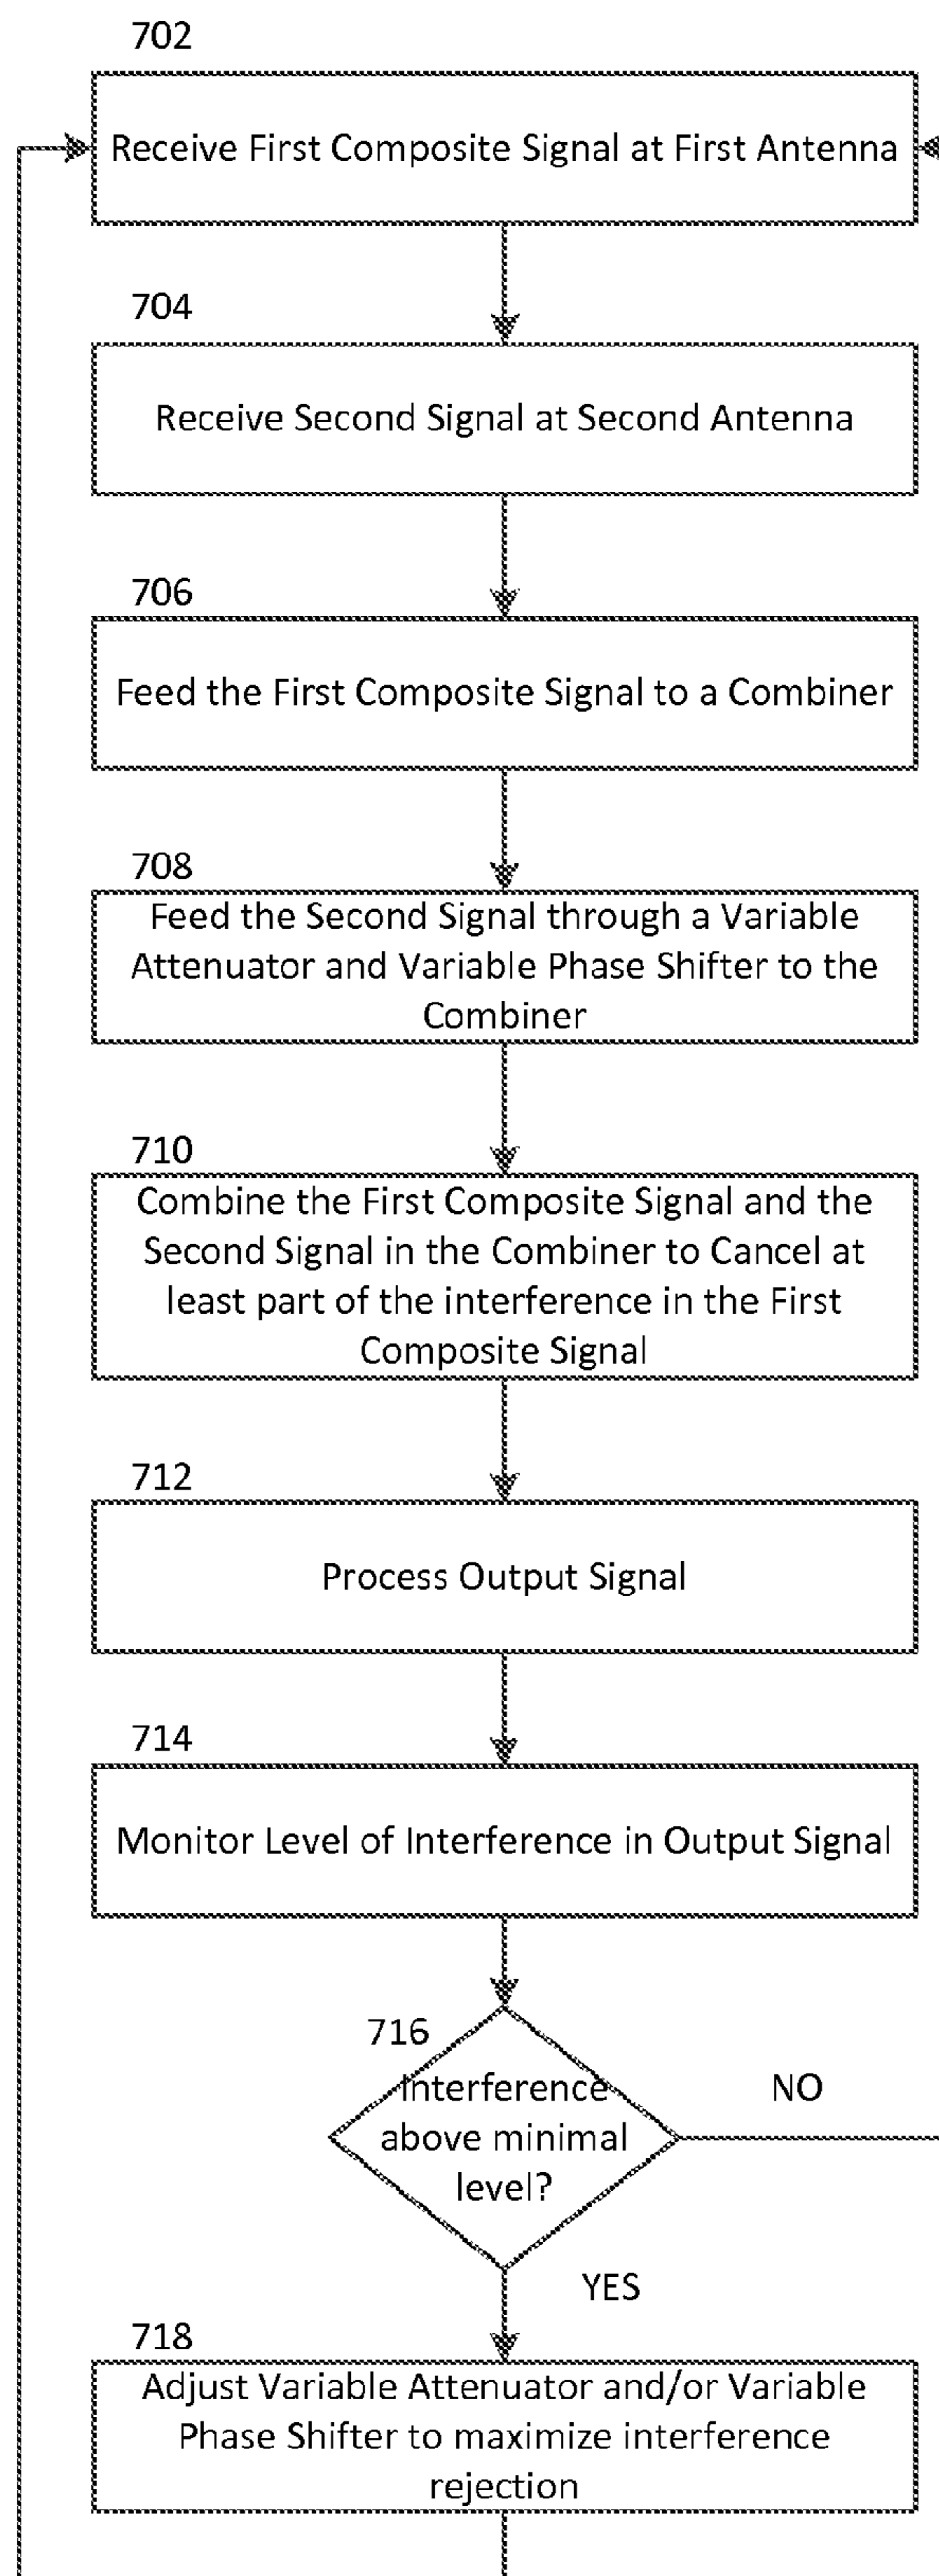 702
Receive First Composite Signal at First Antenna
704
Receive Second Signal at Second Antenna
706
Feed the First Composite Signal to a Combiner
708
Feed the Second Signal through a Variable
Attenuator and Variable Phase Shifter to the
Combiner
710
Combine the First Composite Signal and the
Second Signal in the Combiner to Cancel at
least part of the interference in the First
Composite Signal
712
Process Output Signal
714
Monitor Level of Interference in Output Signal
716
Interference
above minimal
level?
NO
YES
718
Adjust Variable Attenuator and/or Variable
Phase Shifter to maximize interference
rejection